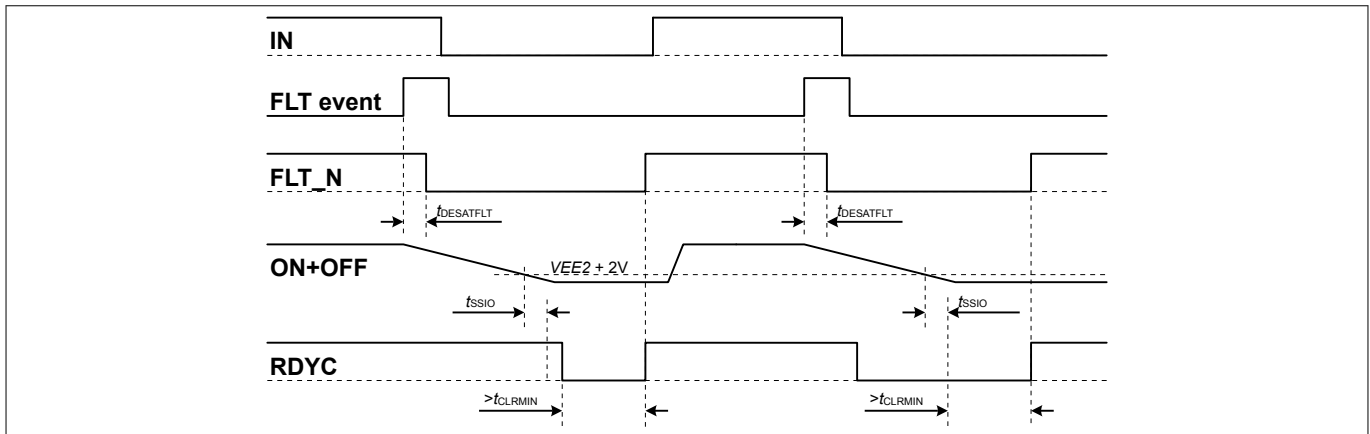 IN
FLT event
FLT_N
tDESATFLT tDESATFLT
ON+OFF VEE2 + 2V
tSSIO tSSIO
RDYC
>tCLRMIN >tCLRMIN